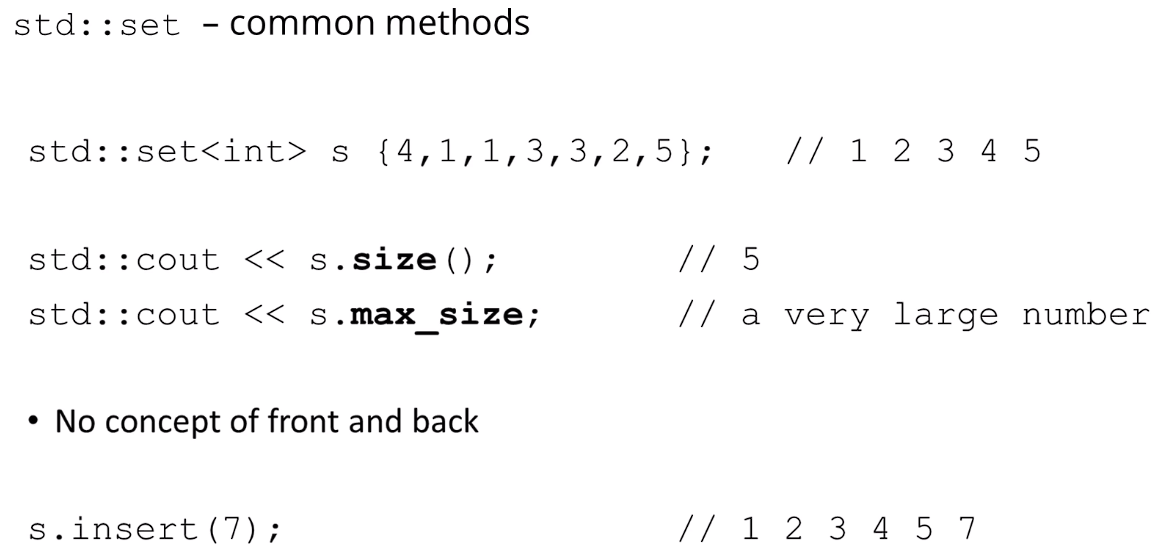 std::set – common methods
std::set<int> s {4,1,1,3,3,2,5}; // 1 2 3 4 5
std::cout << s.size(); // 5
std::cout << s.max_size; // a very large number
• No concept of front and back
s.insert(7); // 1 2 3 4 5 7